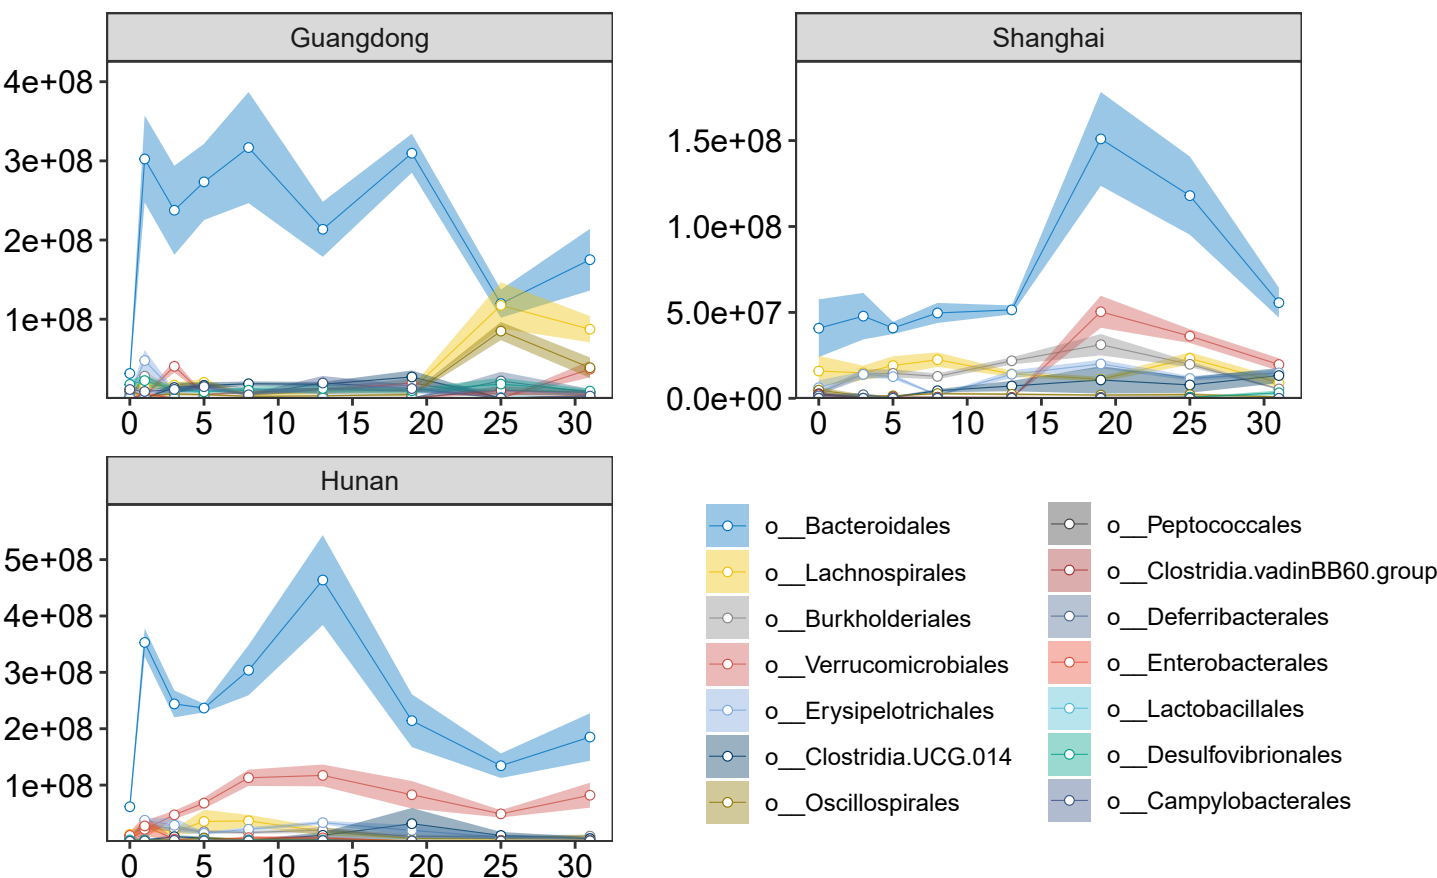 Guangdong
4e+08
3e+08
2e+08
1e+08
0 5 10 15 20 25 30
Shanghai
1.5e+08
1.0e+08
5.0e+07
0.0e+00
0 5 10 15 20 25 30
Hunan
5e+08
4e+08
3e+08
2e+08
1e+08
0 5 10 15 20 25 30
o__Bacteroidales
o__Lachnospirales
o__Burkholderiales
o__Verrucomicrobiales
o__Erysipelotrichales
o__Clostridia.UCG.014
o__Oscillospirales
o__Peptococcales
o__Clostridia.vadinBB60.group
o__Deferribacterales
o__Enterobacterales
o__Lactobacillales
o__Desulfovibrionales
o__Campylobacterales